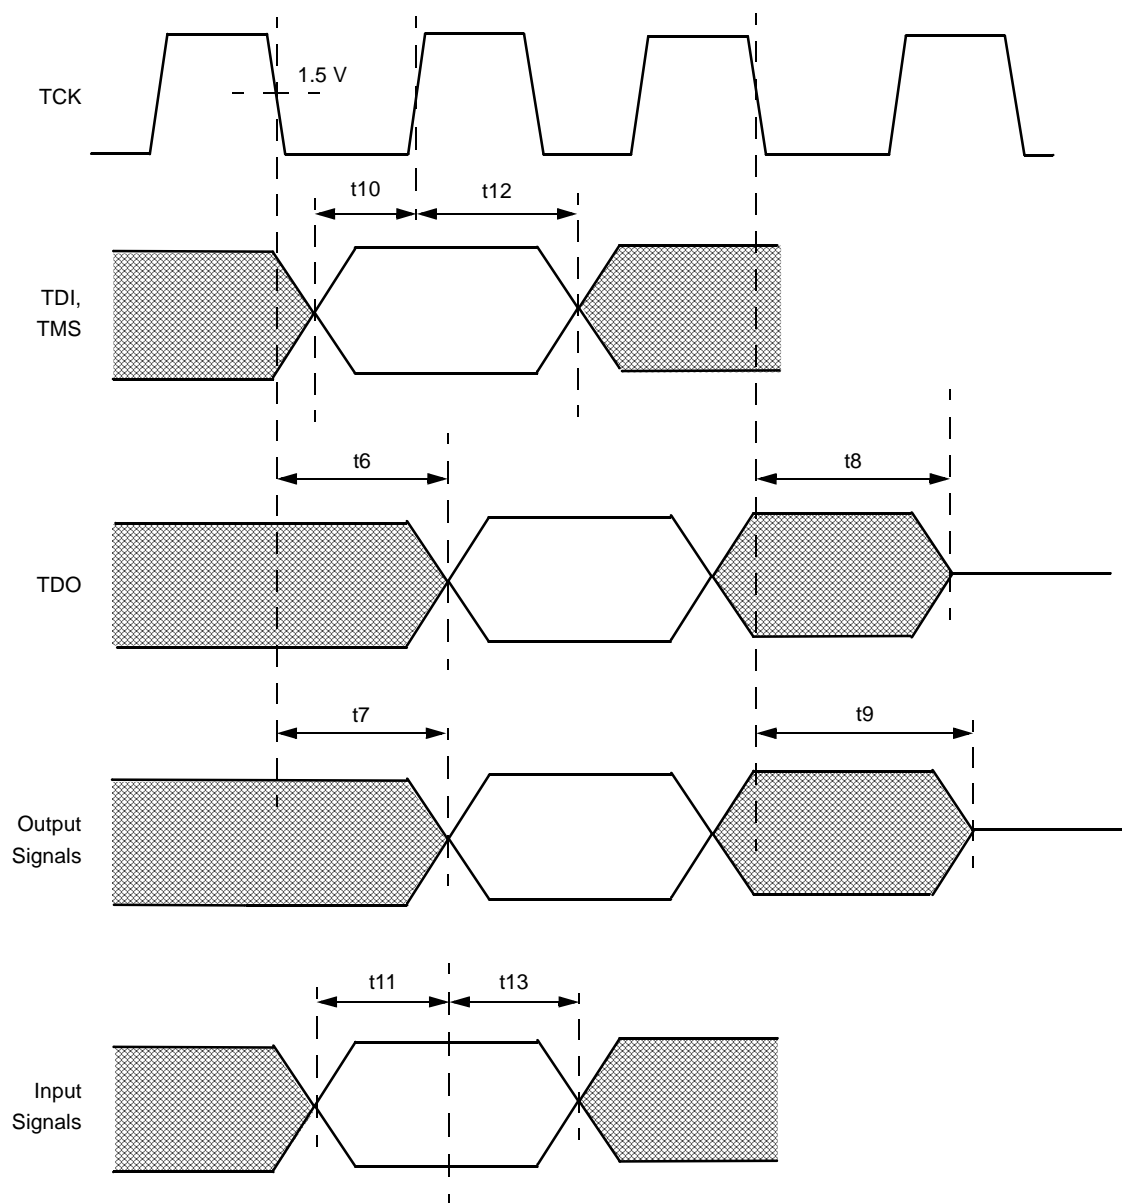 1.5 V
TCK
t10
t12
TDI,
TMS
t6
t8
TDO
t7
t9
Output
Signals
t11
t13
Input
Signals